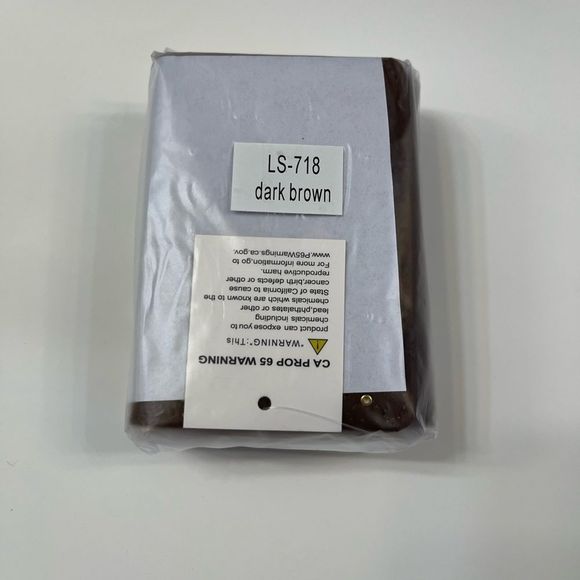 LS-718
dark brown
CA PROP 65 WARNING
"WARNING":This
product can expose you to
chemicals including
lead,phthalates or other
chemicals which are known to the
State of California to cause
cancer,birth defects or other
reproductive harm.
For more information,go to
www.P65Warnings.ca.gov.